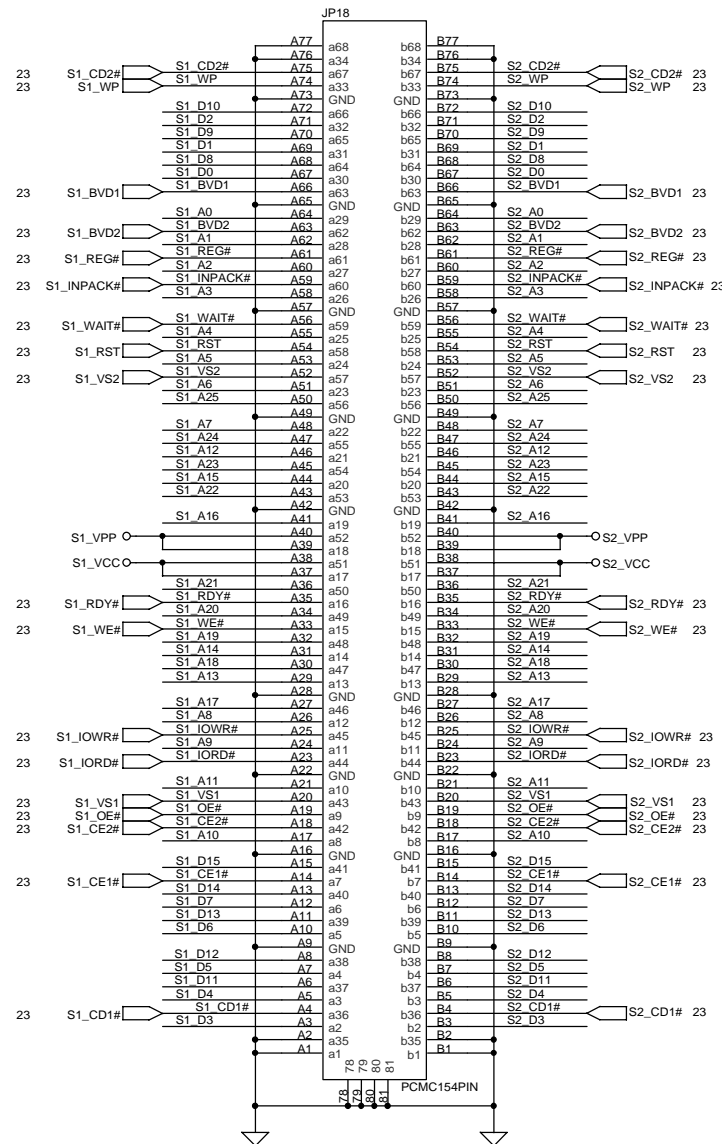 JP18
A77 a68 b68 B77
A76 a34 b34 B76
23 S1_CD2# S1_CD2# A75 a67 b67 B75 S2_CD2# S2_CD2# 23
23 S1_WP S1_WP A74 a33 b33 B74 S2_WP S2_WP 23
A73 GND GND B73
S1_D10 A72 a66 b66 B72 S2_D10
S1_D2 A71 a32 b32 B71 S2_D2
S1_D9 A70 a65 b65 B70 S2_D9
S1_D1 A69 a31 b31 B69 S2_D1
S1_D8 A68 a64 b64 B68 S2_D8
S1_D0 A67 a30 b30 B67 S2_D0
23 S1_BVD1 S1_BVD1 A66 a63 b63 B66 S2_BVD1 S2_BVD1 23
A65 GND GND B65
S1_A0 A64 a29 b29 B64 S2_A0
23 S1_BVD2 S1_BVD2 A63 a62 b62 B63 S2_BVD2 S2_BVD2 23
S1_A1 A62 a28 b28 B62 S2_A1
23 S1_REG# S1_REG# A61 a61 b61 B61 S2_REG# S2_REG# 23
S1_A2 A60 a27 b27 B60 S2_A2
23 S1_INPACK# S1_INPACK# A59 a60 b60 B59 S2_INPACK# S2_INPACK# 23
S1_A3 A58 a26 b26 B58 S2_A3
A57 GND GND B57
23 S1_WAIT# S1_WAIT# A56 a59 b59 B56 S2_WAIT# S2_WAIT# 23
S1_A4 A55 a25 b25 B55 S2_A4
23 S1_RST S1_RST A54 a58 b58 B54 S2_RST S2_RST 23
S1_A5 A53 a24 b24 B53 S2_A5
23 S1_VS2 S1_VS2 A52 a57 b57 B52 S2_VS2 S2_VS2 23
S1_A6 A51 a23 b23 B51 S2_A6
S1_A25 A50 a56 b56 B50 S2_A25
A49 GND GND B49
S1_A7 A48 a22 b22 B48 S2_A7
S1_A24 A47 a55 b55 B47 S2_A24
S1_A12 A46 a21 b21 B46 S2_A12
S1_A23 A45 a54 b54 B45 S2_A23
S1_A15 A44 a20 b20 B44 S2_A15
S1_A22 A43 a53 b53 B43 S2_A22
A42 GND GND B42
S1_A16 A41 a19 b19 B41 S2_A16
S1_VPP A40 a52 b52 B40 S2_VPP
A39 a18 b18 B39
S1_VCC A38 a51 b51 B38 S2_VCC
A37 a17 b17 B37
S1_A21 A36 a50 b50 B36 S2_A21
23 S1_RDY# S1_RDY# A35 a16 b16 B35 S2_RDY# S2_RDY# 23
S1_A20 A34 a49 b49 B34 S2_A20
23 S1_WE# S1_WE# A33 a15 b15 B33 S2_WE# S2_WE# 23
S1_A19 A32 a48 b48 B32 S2_A19
S1_A14 A31 a14 b14 B31 S2_A14
S1_A18 A30 a47 b47 B30 S2_A18
S1_A13 A29 a13 b13 B29 S2_A13
A28 GND GND B28
S1_A17 A27 a46 b46 B27 S2_A17
S1_A8 A26 a12 b12 B26 S2_A8
23 S1_IOWR# S1_IOWR# A25 a45 b45 B25 S2_IOWR# S2_IOWR# 23
S1_A9 A24 a11 b11 B24 S2_A9
23 S1_IORD# S1_IORD# A23 a44 b44 B23 S2_IORD# S2_IORD# 23
A22 GND GND B22
S1_A11 A21 a10 b10 B21 S2_A11
23 S1_VS1 S1_VS1 A20 a43 b43 B20 S2_VS1 S2_VS1 23
23 S1_OE# S1_OE# A19 a9 b9 B19 S2_OE# S2_OE# 23
23 S1_CE2# S1_CE2# A18 a42 b42 B18 S2_CE2# S2_CE2# 23
S1_A10 A17 a8 b8 B17 S2_A10
A16 GND GND B16
S1_D15 A15 a41 b41 B15 S2_D15
23 S1_CE1# S1_CE1# A14 a7 b7 B14 S2_CE1# S2_CE1# 23
S1_D14 A13 a40 b40 B13 S2_D14
S1_D7 A12 a6 b6 B12 S2_D7
S1_D13 A11 a39 b39 B11 S2_D13
S1_D6 A10 a5 b5 B10 S2_D6
A9 GND GND B9
S1_D12 A8 a38 b38 B8 S2_D12
S1_D5 A7 a4 b4 B7 S2_D5
S1_D11 A6 a37 b37 B6 S2_D11
S1_D4 A5 a3 b3 B5 S2_D4
23 S1_CD1# S1_CD1# A4 a36 b36 B4 S2_CD1# S2_CD1# 23
S1_D3 A3 a2 b2 B3 S2_D3
A2 a35 b35 B2
A1 a1 b1 B1
78 79 80 81
78 79 80 81 PCMC154PIN